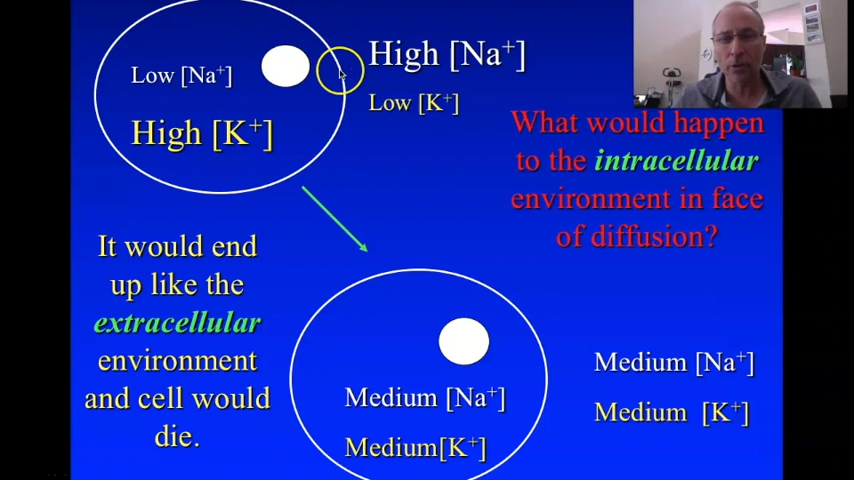 Low [Na⁺]
High [K⁺]
High [Na⁺]
Low [K⁺]
What would happen
to the intracellular
environment in face
of diffusion?
It would end
up like the
extracellular
environment
and cell would
die.
Medium [Na⁺]
Medium[K⁺]
Medium [Na⁺]
Medium [K⁺]